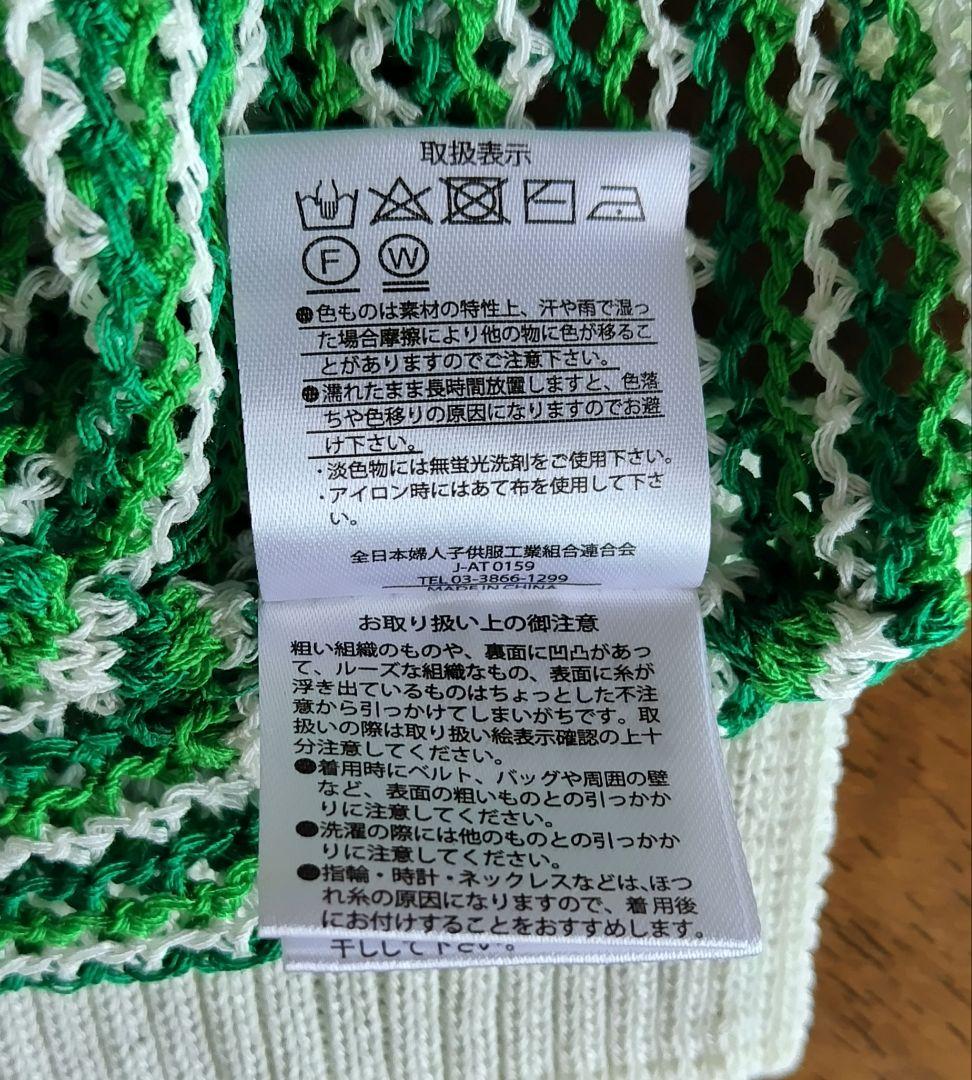 取扱表示
F W
●色ものは素材の特性上、汗や雨で湿っ
た場合摩擦により他の物に色が移るこ
とがありますのでご注意下さい。
●濡れたまま長時間放置しますと、色落
ちや色移りの原因になりますのでお避
け下さい。
・淡色物には無蛍光洗剤をご使用下さい。
・アイロン時にはあて布を使用して下さ
い。
全日本婦人子供服工業組合連合会
J-AT 0159
TEL 03-3866-1299
MADE IN CHINA
お取り扱い上の御注意
粗い組織のものや、裏面に凹凸があっ
て、ルーズな組織なもの、表面に糸が
浮き出ているものはちょっとした不注
意から引っかけてしまいがちです。取
扱いの際は取り扱い絵表示確認の上十
分注意してください。
●着用時にベルト、バッグや周囲の壁
など、表面の粗いものとの引っかか
りに注意してください。
●洗濯の際には他のものとの引っかか
りに注意してください。
●指輪・時計・ネックレスなどは、ほつ
れ糸の原因になりますので、着用後
にお付けすることをおすすめします。
干しして下さい。